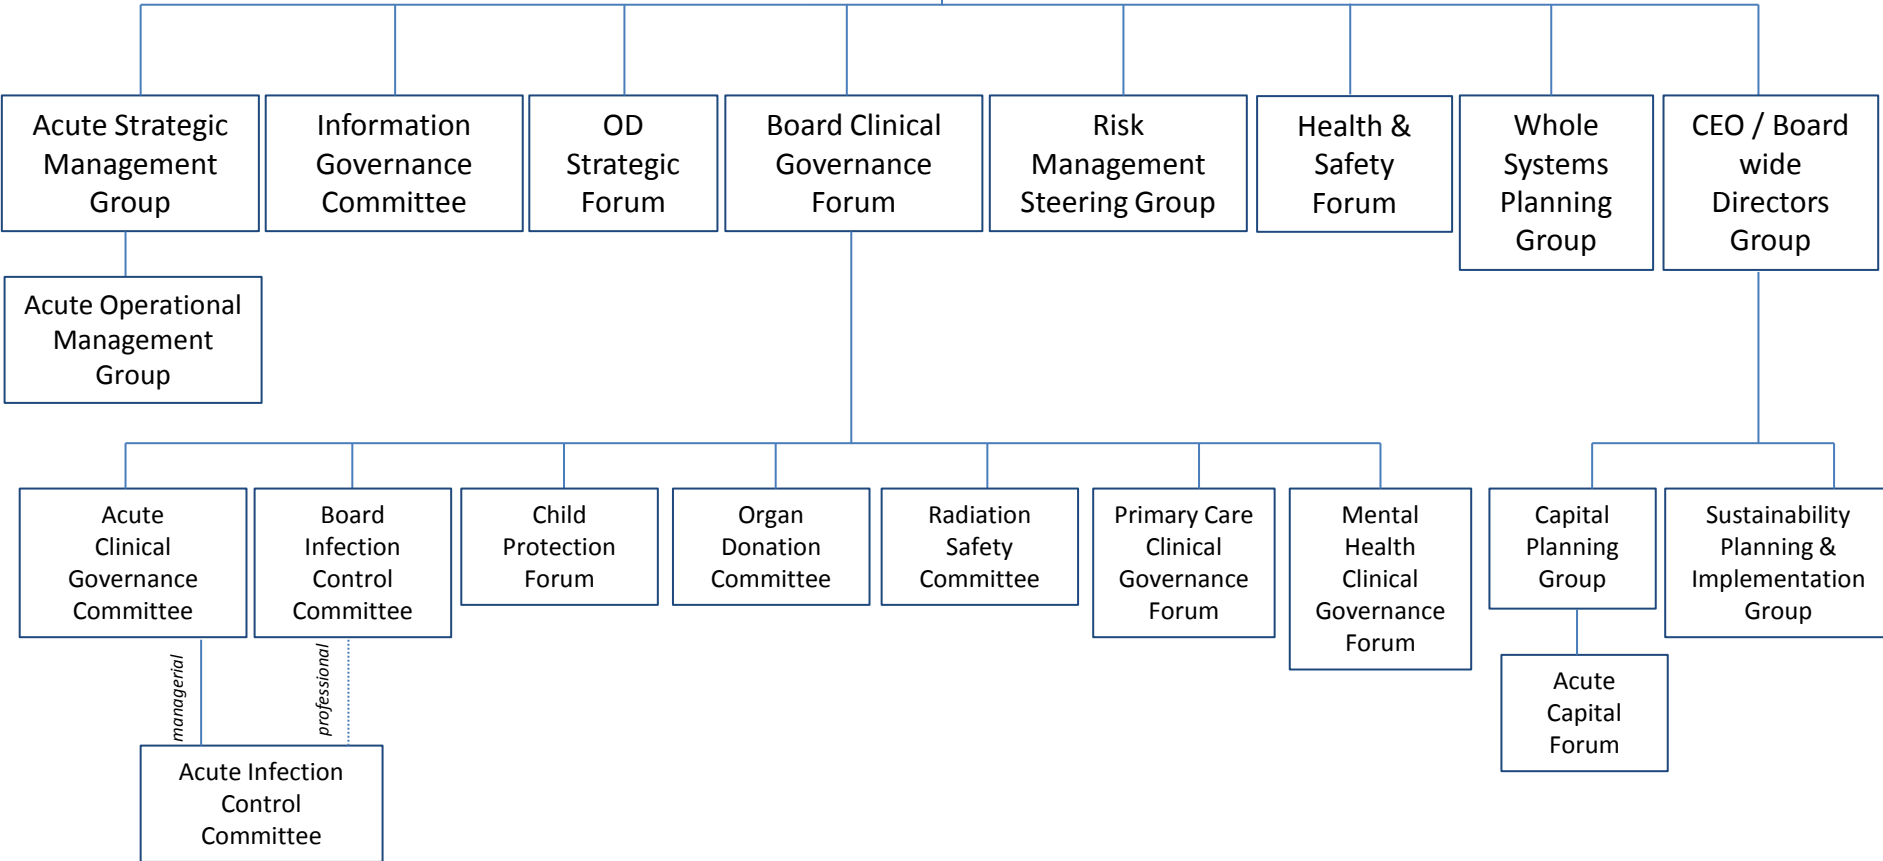 Acute Strategic
Management
Group
Information
Governance
Committee
OD
Strategic
Forum
Board Clinical
Governance
Forum
Risk
Management
Steering Group
Health &
Safety
Forum
Whole
Systems
Planning
Group
CEO / Board
wide
Directors
Group
Acute Operational
Management
Group
Acute
Clinical
Governance
Committee
Board
Infection
Control
Committee
Child
Protection
Forum
Organ
Donation
Committee
Radiation
Safety
Committee
Primary Care
Clinical
Governance
Forum
Mental
Health
Clinical
Governance
Forum
Capital
Planning
Group
Sustainability
Planning &
Implementation
Group
managerial
professional
Acute Infection
Control
Committee
Acute
Capital
Forum